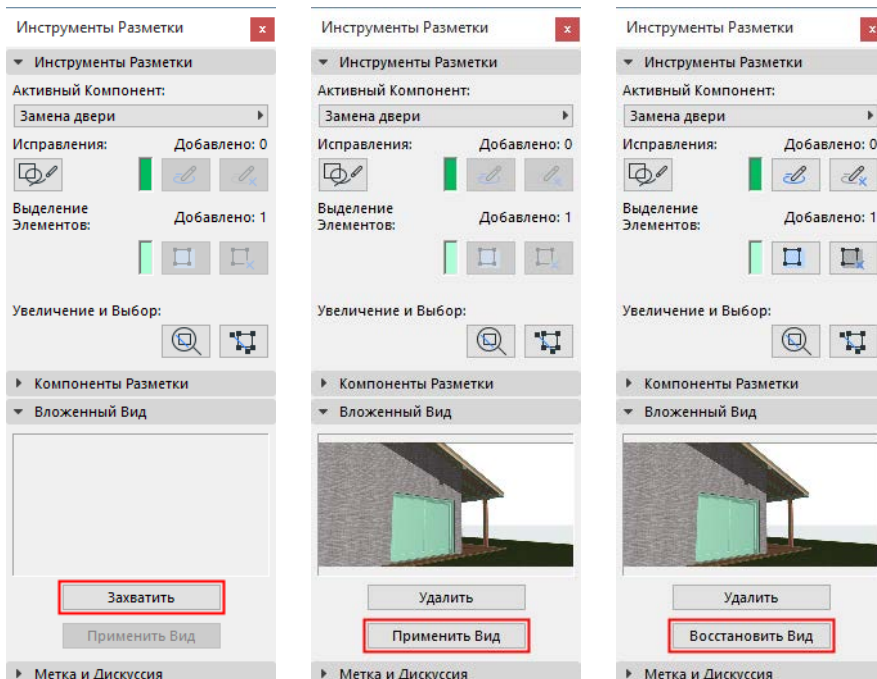 Инструменты Разметки x
Инструменты Разметки
Активный Компонент:
Замена двери
Исправления: Добавлено: 0
Выделение
Элементов: Добавлено: 1
Увеличение и Выбор:
Компоненты Разметки
Вложенный Вид
Захватить
Применить Вид
Метка и Дискуссия
Инструменты Разметки x
Инструменты Разметки
Активный Компонент:
Замена двери
Исправления: Добавлено: 0
Выделение
Элементов: Добавлено: 1
Увеличение и Выбор:
Компоненты Разметки
Вложенный Вид
Удалить
Применить Вид
Метка и Дискуссия
Инструменты Разметки x
Инструменты Разметки
Активный Компонент:
Замена двери
Исправления: Добавлено: 0
Выделение
Элементов: Добавлено: 1
Увеличение и Выбор:
Компоненты Разметки
Вложенный Вид
Удалить
Восстановить Вид
Метка и Дискуссия